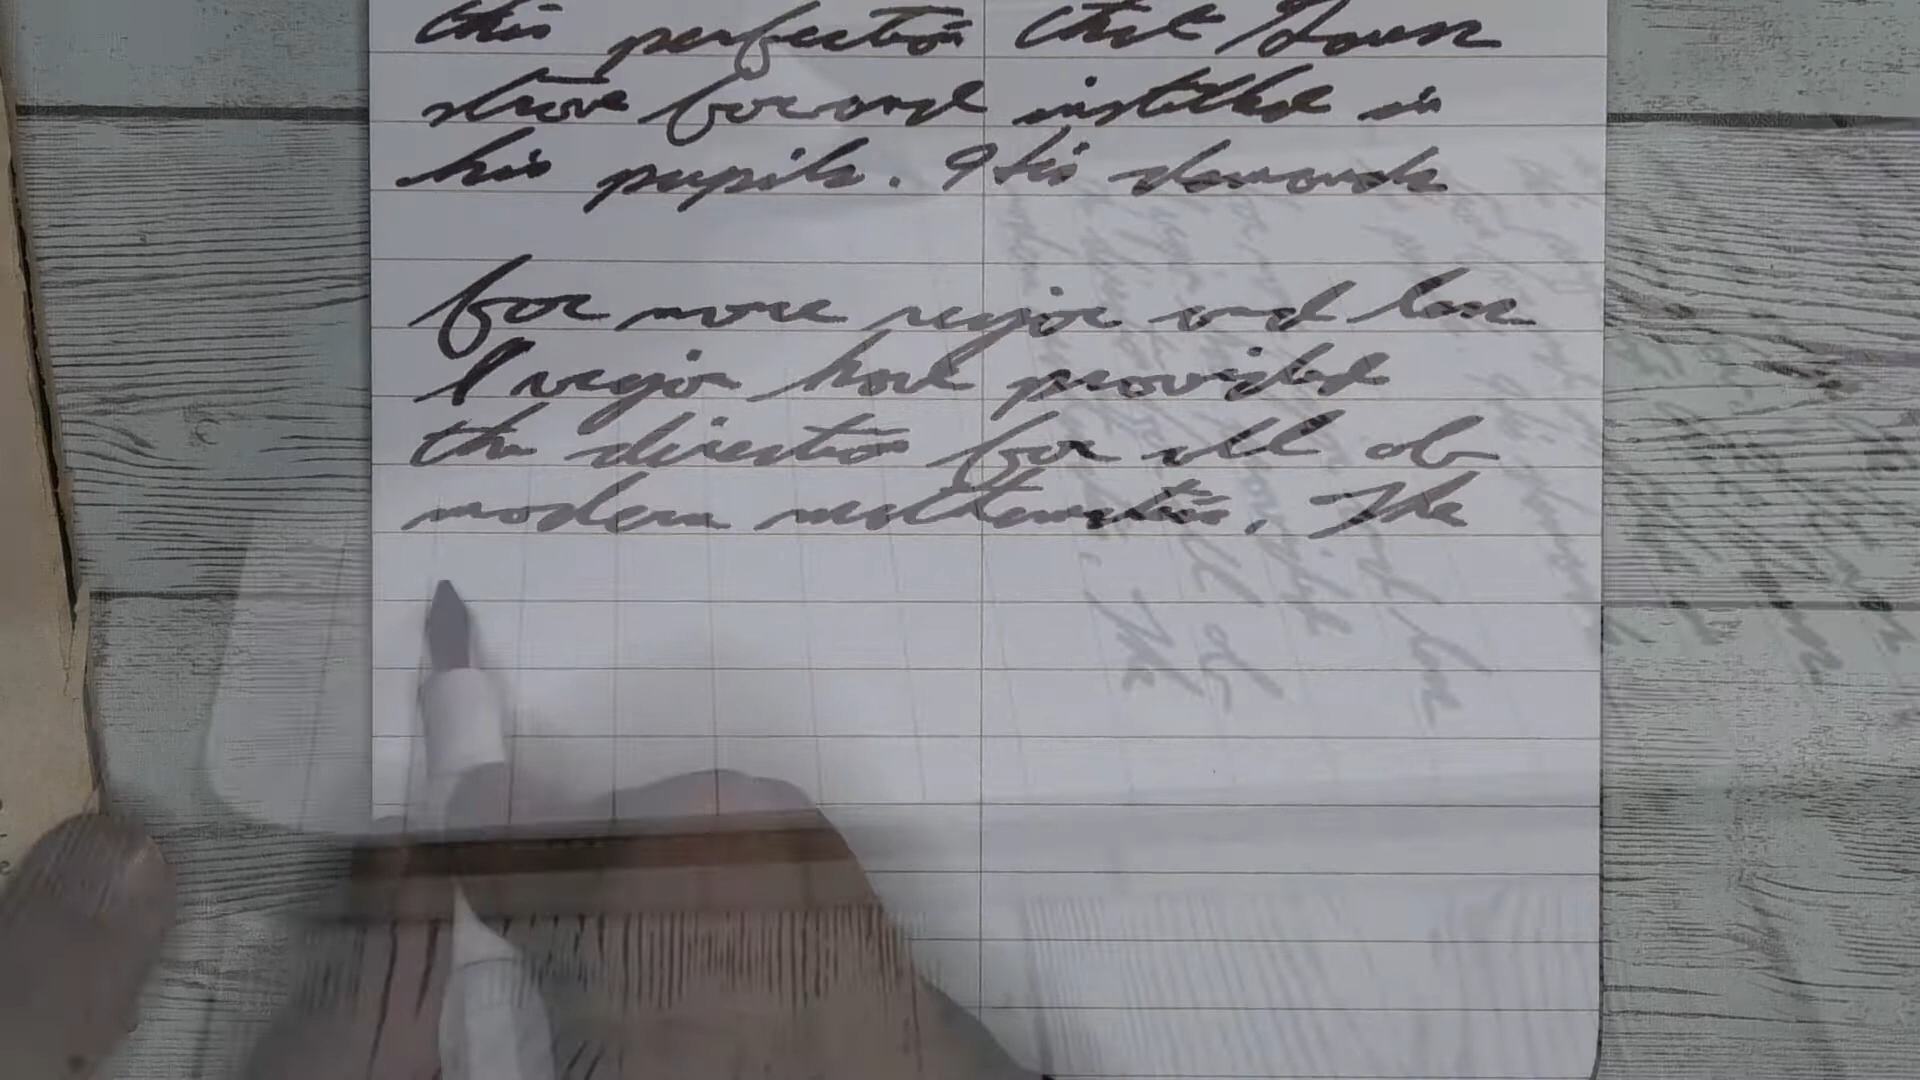 this perfection that Gauss
strove for and instilled in
his pupils. His demands
for more rigor and less
rigor have provided
the direction for all of
modern mathematics. The